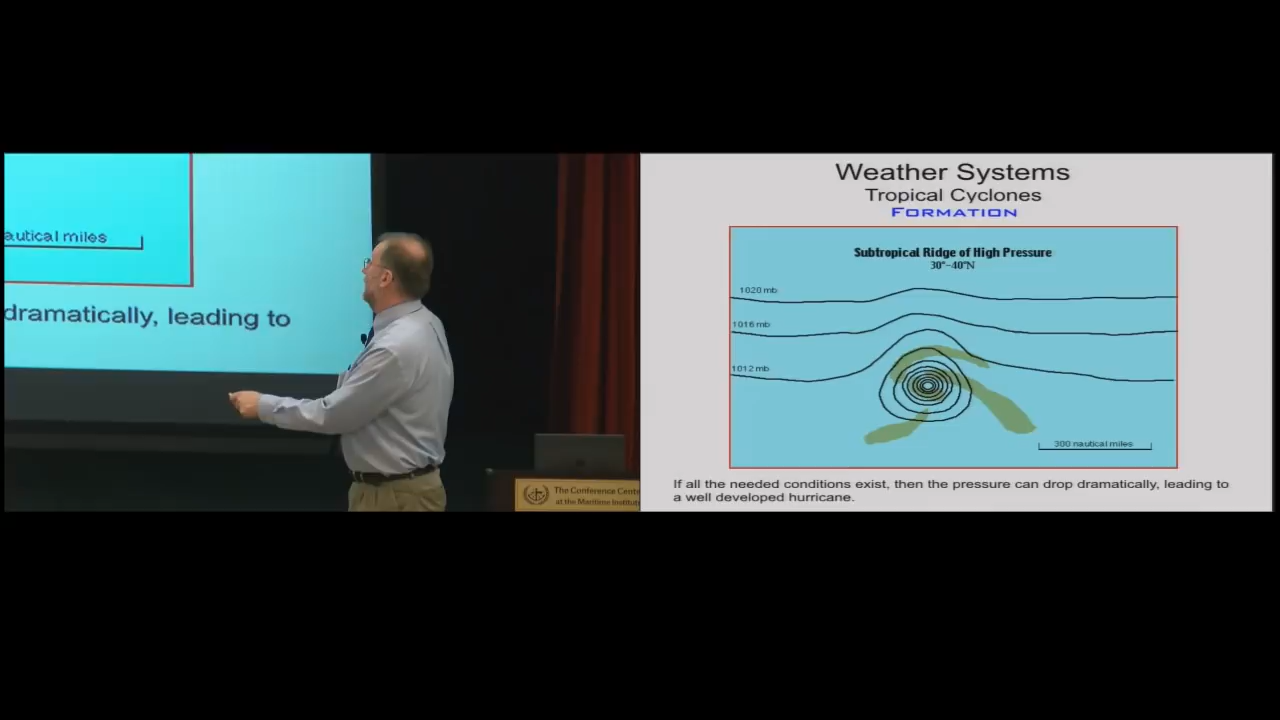 autical miles
dramatically, leading to
The Conference Cente
at the Maritime Institute
Weather Systems
Tropical Cyclones
FORMATION
Subtropical Ridge of High Pressure
30°-40°N
1020 mb
1016 mb
1012 mb
300 nautical miles
If all the needed conditions exist, then the pressure can drop dramatically, leading to
a well developed hurricane.